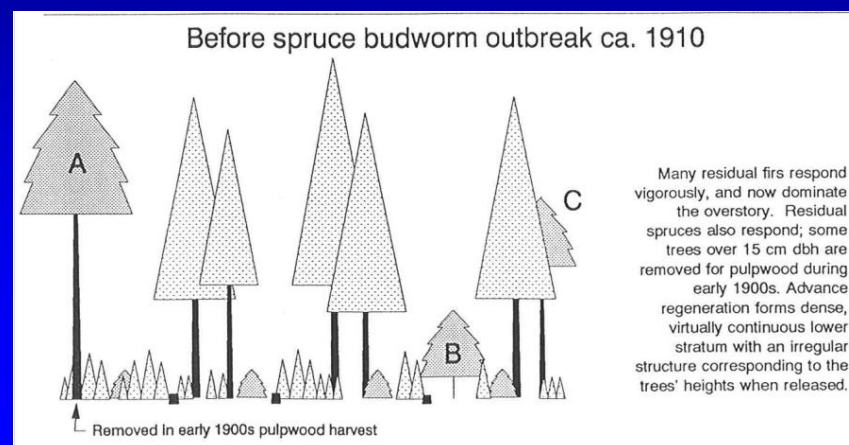 Before spruce budworm outbreak ca. 1910
A
C
B
Many residual firs respond
vigorously, and now dominate
the overstory. Residual
spruces also respond; some
trees over 15 cm dbh are
removed for pulpwood during
early 1900s. Advance
regeneration forms dense,
virtually continuous lower
stratum with an irregular
structure corresponding to the
trees' heights when released.
Removed in early 1900s pulpwood harvest